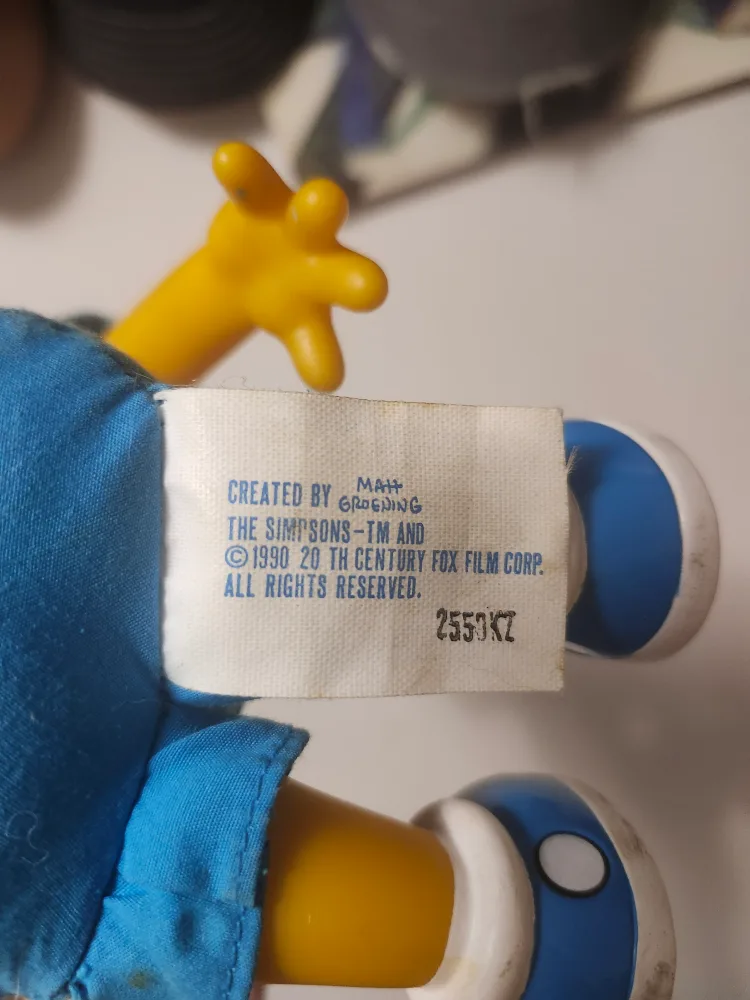 CREATED BY MATT GROENING
THE SIMPSONS-TM AND
© 1990 20 TH CENTURY FOX FILM CORP.
ALL RIGHTS RESERVED.